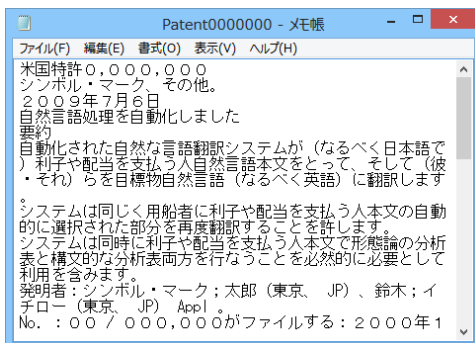 Patent0000000 - メモ帳
ファイル(F) 編集(E) 書式(O) 表示(V) ヘルプ(H)
米国特許０,０００,０００
シンボル・マーク、その他。
２００９年７月６日
自然言語処理を自動化しました
要約
自動化された自然な言語翻訳システムが（なるべく日本語で
）利子や配当を支払う人自然言語本文をとって、そして（彼
・それ）らを目標物自然言語（なるべく英語）に翻訳します
。
システムは同じく用船者に利子や配当を支払う人本文の自動
的に選択された部分を再度翻訳することを許します。
システムは同時に利子や配当を支払う人本文で形態論の分析
表と構文的な分析表両方を行なうことを必然的に必要として
利用を含みます。
発明者：シンボル・マーク；太郎（東京、 JP）、鈴木；イ
チロー（東京、 JP） Appl 。
No. ：００／０００,０００がファイルする：２０００年１